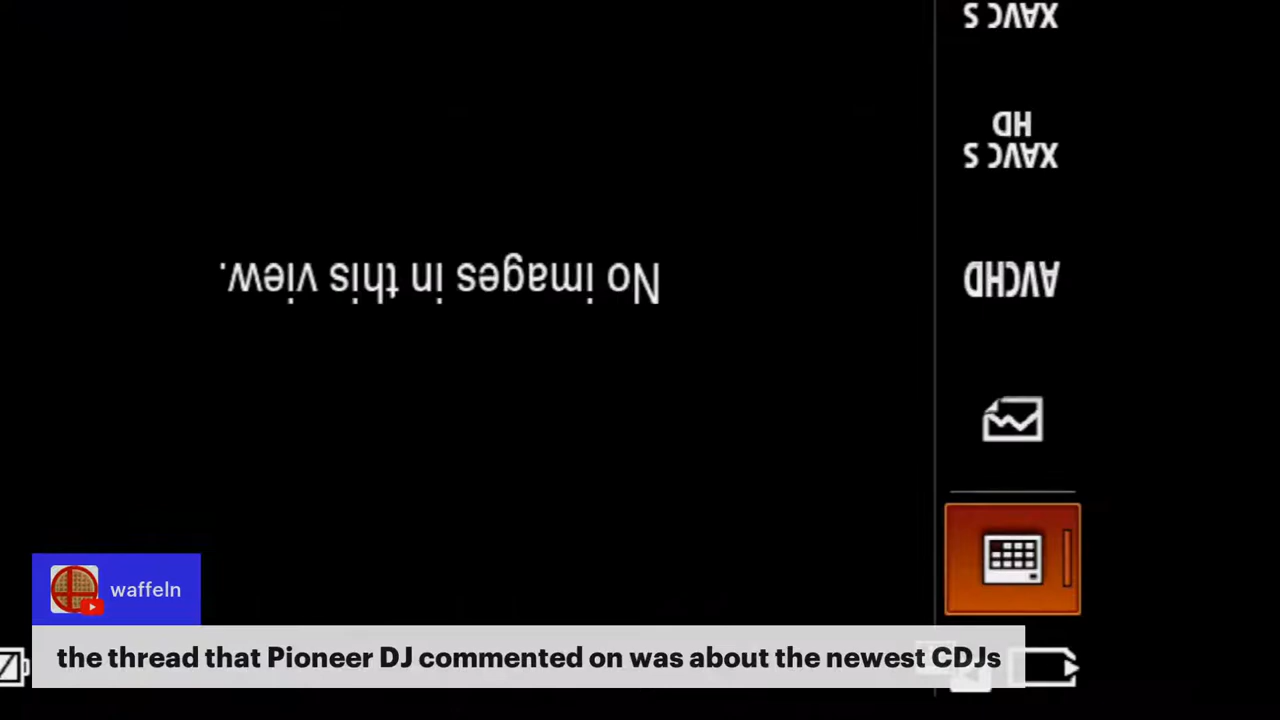 XAVC S
XAVC S
HD
AVCHD
No images in this view.
waffeln
the thread that Pioneer DJ commented on was about the newest CDJs